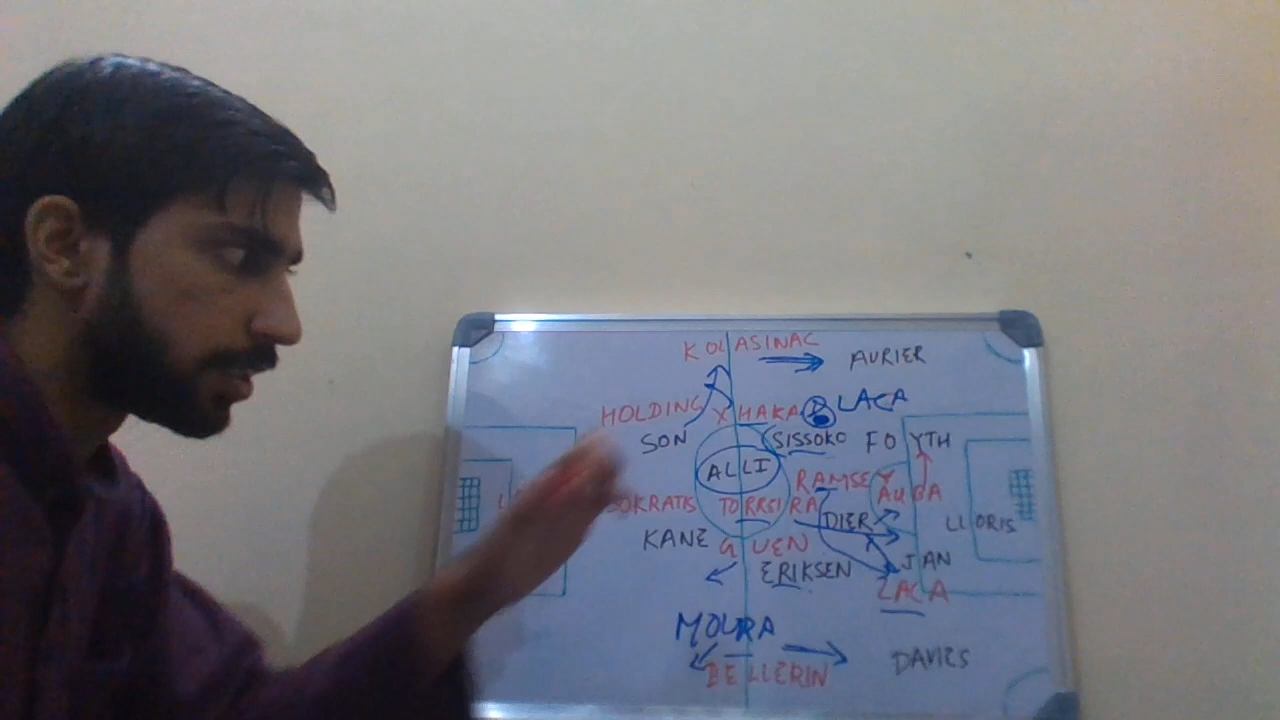 KOLASINAC
AURIER
HOLDING XHAKA LACA
SON SISSOKO FOYTH
ALLI
RAMSEY AUBA
OKRATIS TORREIRA
DIER LLORIS
KANE GUEN
ERIKSEN JAN
LACA
MOURA
BELLERIN DAVIES